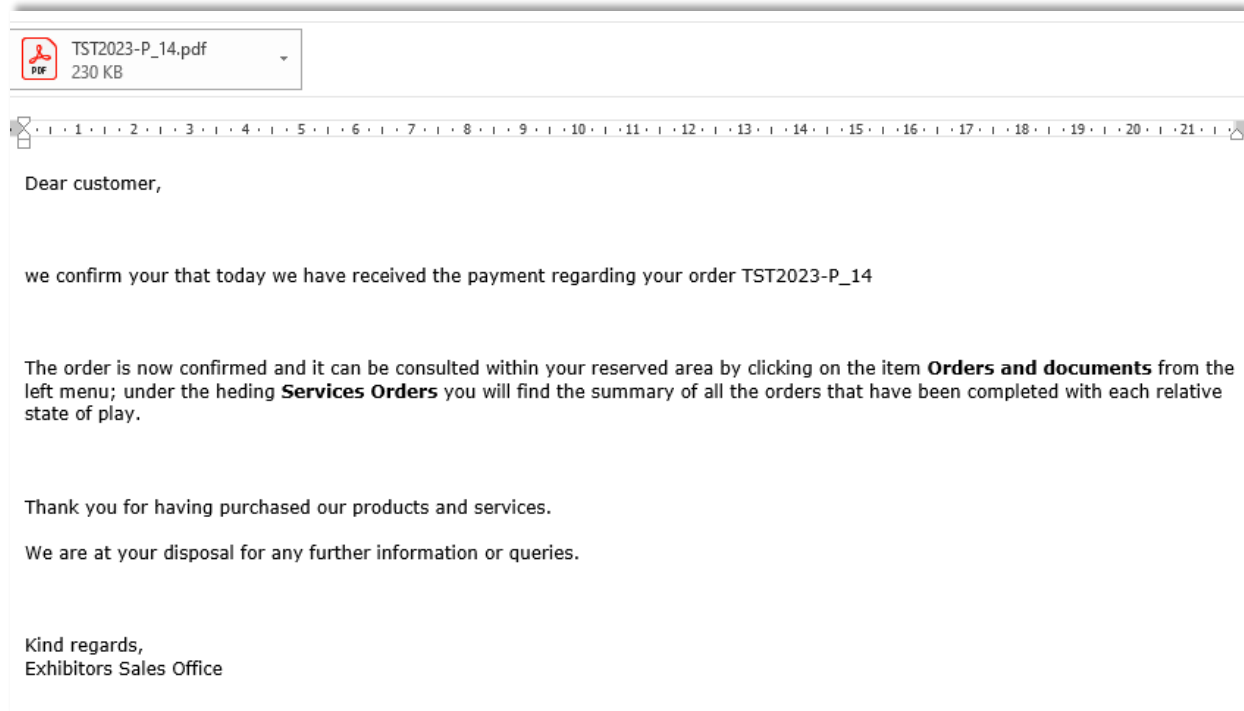 TST2023-P_14.pdf
PDF
230 KB
1 2 3 4 5 6 7 8 9 10 11 12 13 14 15 16 17 18 19 20 21
Dear customer,
we confirm your that today we have received the payment regarding your order TST2023-P_14
The order is now confirmed and it can be consulted within your reserved area by clicking on the item Orders and documents from the
left menu; under the heding Services Orders you will find the summary of all the orders that have been completed with each relative
state of play.
Thank you for having purchased our products and services.
We are at your disposal for any further information or queries.
Kind regards,
Exhibitors Sales Office